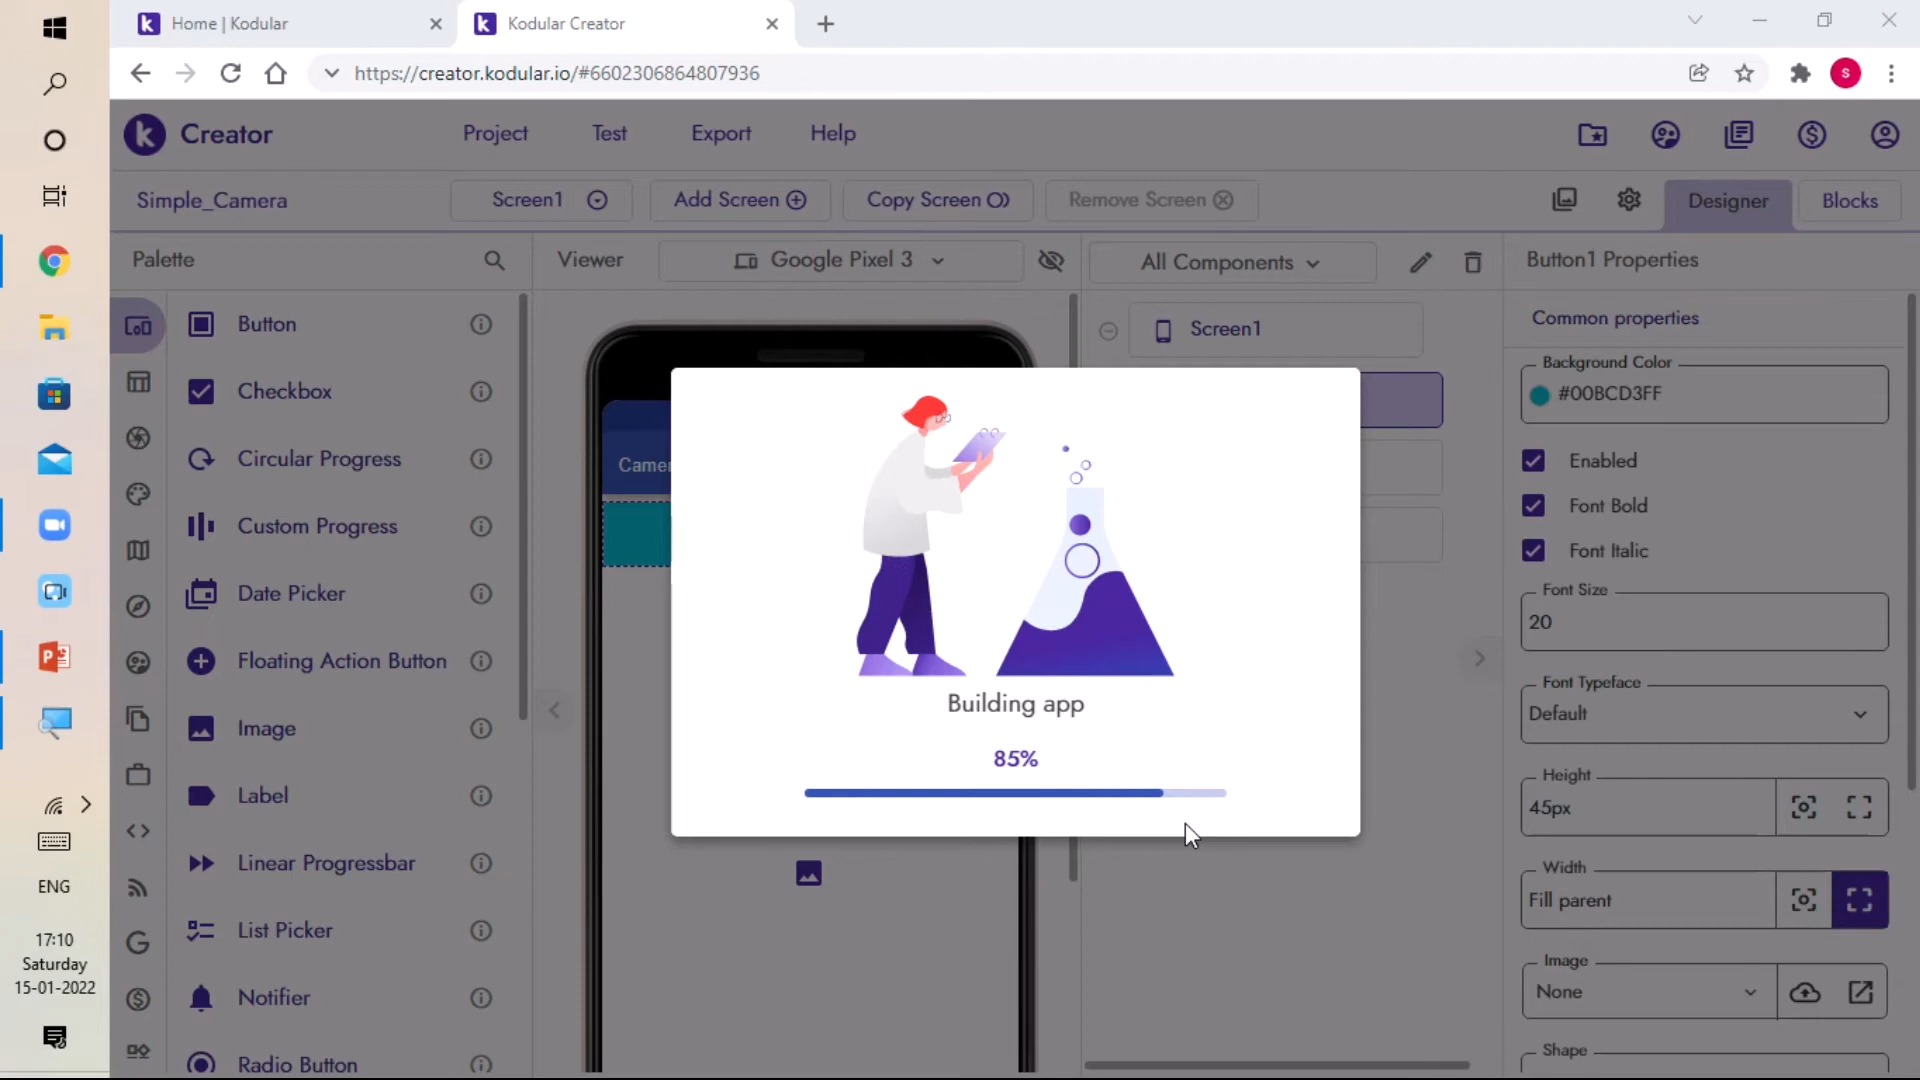 Home | Kodular
Kodular Creator
https://creator.kodular.io/#6602306864807936
S
Creator
Project
Test
Export
Help
Simple_Camera
Screen1
Add Screen
Copy Screen
Remove Screen
Designer
Blocks
Palette
Viewer
Google Pixel 3
All Components
Button1 Properties
Button
Checkbox
Circular Progress
Custom Progress
Date Picker
Floating Action Button
Image
Label
Linear Progressbar
List Picker
Notifier
Radio Button
Screen1
Building app
85%
Common properties
Background Color
#00BCD3FF
Enabled
Font Bold
Font Italic
Font Size
20
Font Typeface
Default
Height
45px
Width
Fill parent
Image
None
Shape
ENG
17:10
Saturday
15-01-2022